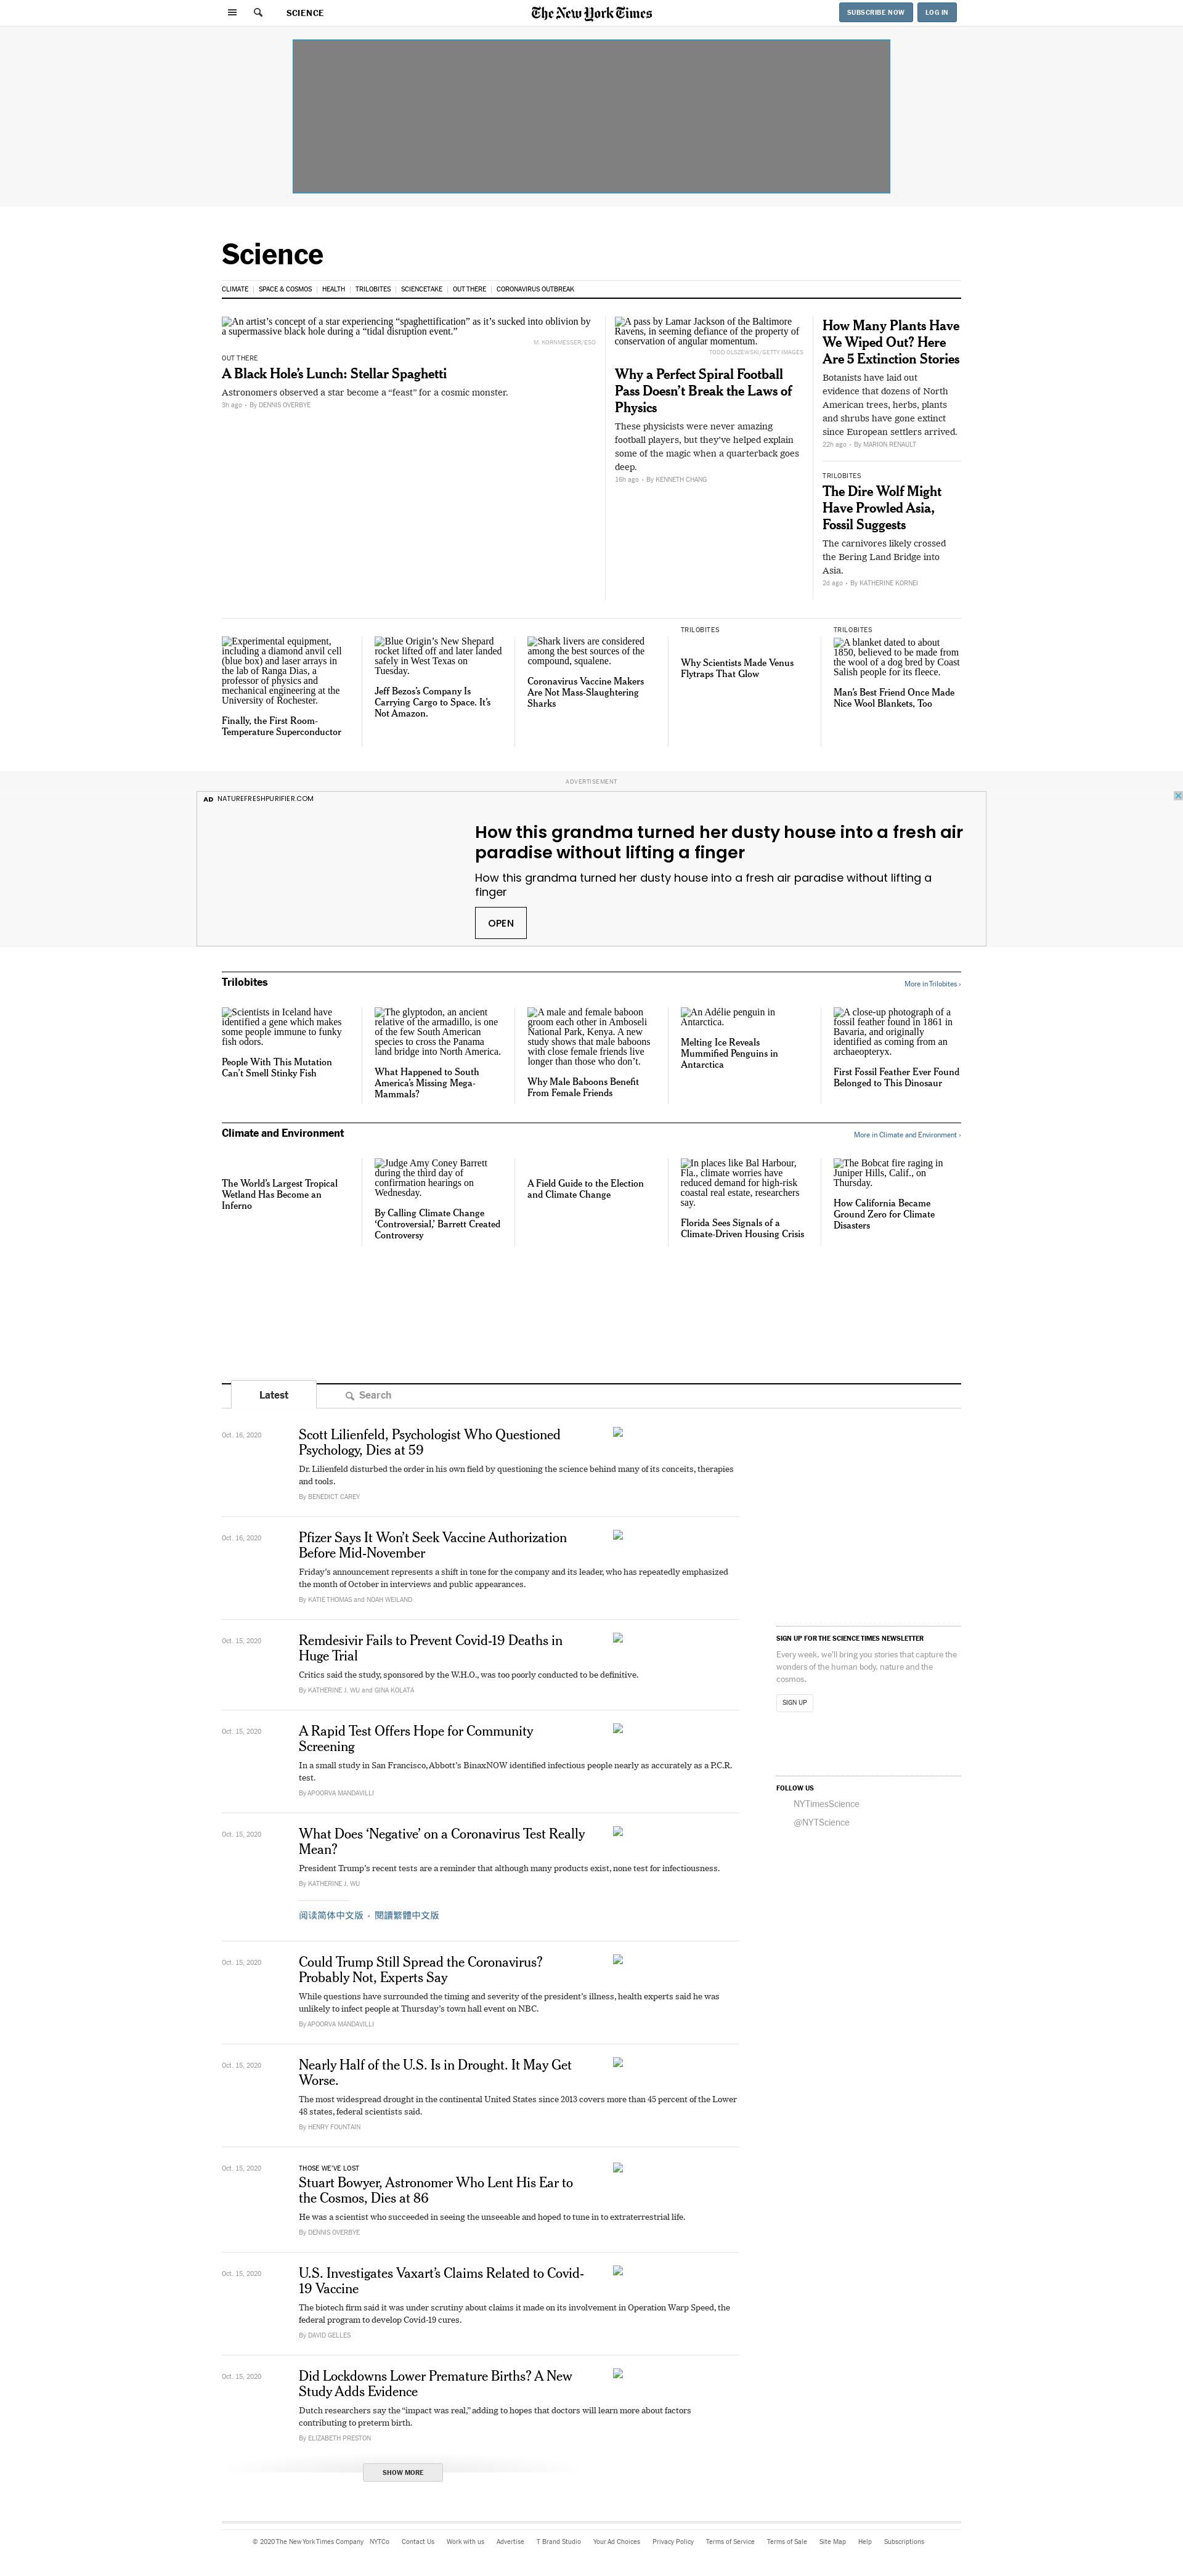 SCIENCE
The New York Times
SUBSCRIBE NOW
LOG IN
Science
CLIMATE | SPACE & COSMOS | HEALTH | TRILOBITES | SCIENCETAKE | OUT THERE | CORONAVIRUS OUTBREAK
An artist's concept of a star experiencing “spaghettification” as it’s sucked into oblivion by
a supermassive black hole during a “tidal disruption event.”
M. KORNMESSER/ESO
OUT THERE
A Black Hole’s Lunch: Stellar Spaghetti
Astronomers observed a star become a “feast” for a cosmic monster.
3h ago • By DENNIS OVERBYE
A pass by Lamar Jackson of the Baltimore
Ravens, in seeming defiance of the property of
conservation of angular momentum.
TODD OLSZEWSKI/GETTY IMAGES
Why a Perfect Spiral Football
Pass Doesn’t Break the Laws of
Physics
These physicists were never amazing
football players, but they’ve helped explain
some of the magic when a quarterback goes
deep.
16h ago • By KENNETH CHANG
How Many Plants Have
We Wiped Out? Here
Are 5 Extinction Stories
Botanists have laid out
evidence that dozens of North
American trees, herbs, plants
and shrubs have gone extinct
since European settlers arrived.
22h ago • By MARION RENAULT
TRILOBITES
The Dire Wolf Might
Have Prowled Asia,
Fossil Suggests
The carnivores likely crossed
the Bering Land Bridge into
Asia.
2d ago • By KATHERINE KORNEI
Experimental equipment,
including a diamond anvil cell
(blue box) and laser arrays in
the lab of Ranga Dias, a
professor of physics and
mechanical engineering at the
University of Rochester.
Finally, the First Room-
Temperature Superconductor
Blue Origin’s New Shepard
rocket lifted off and later landed
safely in West Texas on
Tuesday.
Jeff Bezos’s Company Is
Carrying Cargo to Space. It’s
Not Amazon.
Shark livers are considered
among the best sources of the
compound, squalene.
Coronavirus Vaccine Makers
Are Not Mass-Slaughtering
Sharks
TRILOBITES
Why Scientists Made Venus
Flytraps That Glow
TRILOBITES
A blanket dated to about
1850, believed to be made from
the wool of a dog bred by Coast
Salish people for its fleece.
Man’s Best Friend Once Made
Nice Wool Blankets, Too
ADVERTISEMENT
AD NATUREFRESHPURIFIER.COM
How this grandma turned her dusty house into a fresh air
paradise without lifting a finger
How this grandma turned her dusty house into a fresh air paradise without lifting a
finger
OPEN
Trilobites
More in Trilobites ›
Scientists in Iceland have
identified a gene which makes
some people immune to funky
fish odors.
People With This Mutation
Can’t Smell Stinky Fish
The glyptodon, an ancient
relative of the armadillo, is one
of the few South American
species to cross the Panama
land bridge into North America.
What Happened to South
America’s Missing Mega-
Mammals?
A male and female baboon
groom each other in Amboseli
National Park, Kenya. A new
study shows that male baboons
with close female friends live
longer than those who don’t.
Why Male Baboons Benefit
From Female Friends
An Adélie penguin in
Antarctica.
Melting Ice Reveals
Mummified Penguins in
Antarctica
A close-up photograph of a
fossil feather found in 1861 in
Bavaria, and originally
identified as coming from an
archaeopteryx.
First Fossil Feather Ever Found
Belonged to This Dinosaur
Climate and Environment
More in Climate and Environment ›
The World’s Largest Tropical
Wetland Has Become an
Inferno
Judge Amy Coney Barrett
during the third day of
confirmation hearings on
Wednesday.
By Calling Climate Change
‘Controversial,’ Barrett Created
Controversy
A Field Guide to the Election
and Climate Change
In places like Bal Harbour,
Fla., climate worries have
reduced demand for high-risk
coastal real estate, researchers
say.
Florida Sees Signals of a
Climate-Driven Housing Crisis
The Bobcat fire raging in
Juniper Hills, Calif., on
Thursday.
How California Became
Ground Zero for Climate
Disasters
Latest
Search
Oct. 16, 2020
Scott Lilienfeld, Psychologist Who Questioned
Psychology, Dies at 59
Dr. Lilienfeld disturbed the order in his own field by questioning the science behind many of its conceits, therapies
and tools.
By BENEDICT CAREY
Oct. 16, 2020
Pfizer Says It Won’t Seek Vaccine Authorization
Before Mid-November
Friday’s announcement represents a shift in tone for the company and its leader, who has repeatedly emphasized
the month of October in interviews and public appearances.
By KATIE THOMAS and NOAH WEILAND
Oct. 15, 2020
Remdesivir Fails to Prevent Covid-19 Deaths in
Huge Trial
Critics said the study, sponsored by the W.H.O., was too poorly conducted to be definitive.
By KATHERINE J. WU and GINA KOLATA
Oct. 15, 2020
A Rapid Test Offers Hope for Community
Screening
In a small study in San Francisco, Abbott’s BinaxNOW identified infectious people nearly as accurately as a P.C.R.
test.
By APOORVA MANDAVILLI
Oct. 15, 2020
What Does ‘Negative’ on a Coronavirus Test Really
Mean?
President Trump’s recent tests are a reminder that although many products exist, none test for infectiousness.
By KATHERINE J. WU
阅读简体中文版 • 閱讀繁體中文版
Oct. 15, 2020
Could Trump Still Spread the Coronavirus?
Probably Not, Experts Say
While questions have surrounded the timing and severity of the president’s illness, health experts said he was
unlikely to infect people at Thursday’s town hall event on NBC.
By APOORVA MANDAVILLI
Oct. 15, 2020
Nearly Half of the U.S. Is in Drought. It May Get
Worse.
The most widespread drought in the continental United States since 2013 covers more than 45 percent of the Lower
48 states, federal scientists said.
By HENRY FOUNTAIN
Oct. 15, 2020
THOSE WE’VE LOST
Stuart Bowyer, Astronomer Who Lent His Ear to
the Cosmos, Dies at 86
He was a scientist who succeeded in seeing the unseeable and hoped to tune in to extraterrestrial life.
By DENNIS OVERBYE
Oct. 15, 2020
U.S. Investigates Vaxart’s Claims Related to Covid-
19 Vaccine
The biotech firm said it was under scrutiny about claims it made on its involvement in Operation Warp Speed, the
federal program to develop Covid-19 cures.
By DAVID GELLES
Oct. 15, 2020
Did Lockdowns Lower Premature Births? A New
Study Adds Evidence
Dutch researchers say the “impact was real,” adding to hopes that doctors will learn more about factors
contributing to preterm birth.
By ELIZABETH PRESTON
SHOW MORE
SIGN UP FOR THE SCIENCE TIMES NEWSLETTER
Every week, we’ll bring you stories that capture the
wonders of the human body, nature and the
cosmos.
SIGN UP
FOLLOW US
NYTimesScience
@NYTScience
© 2020 The New York Times Company NYTCo Contact Us Work with us Advertise T Brand Studio Your Ad Choices Privacy Policy Terms of Service Terms of Sale Site Map Help Subscriptions